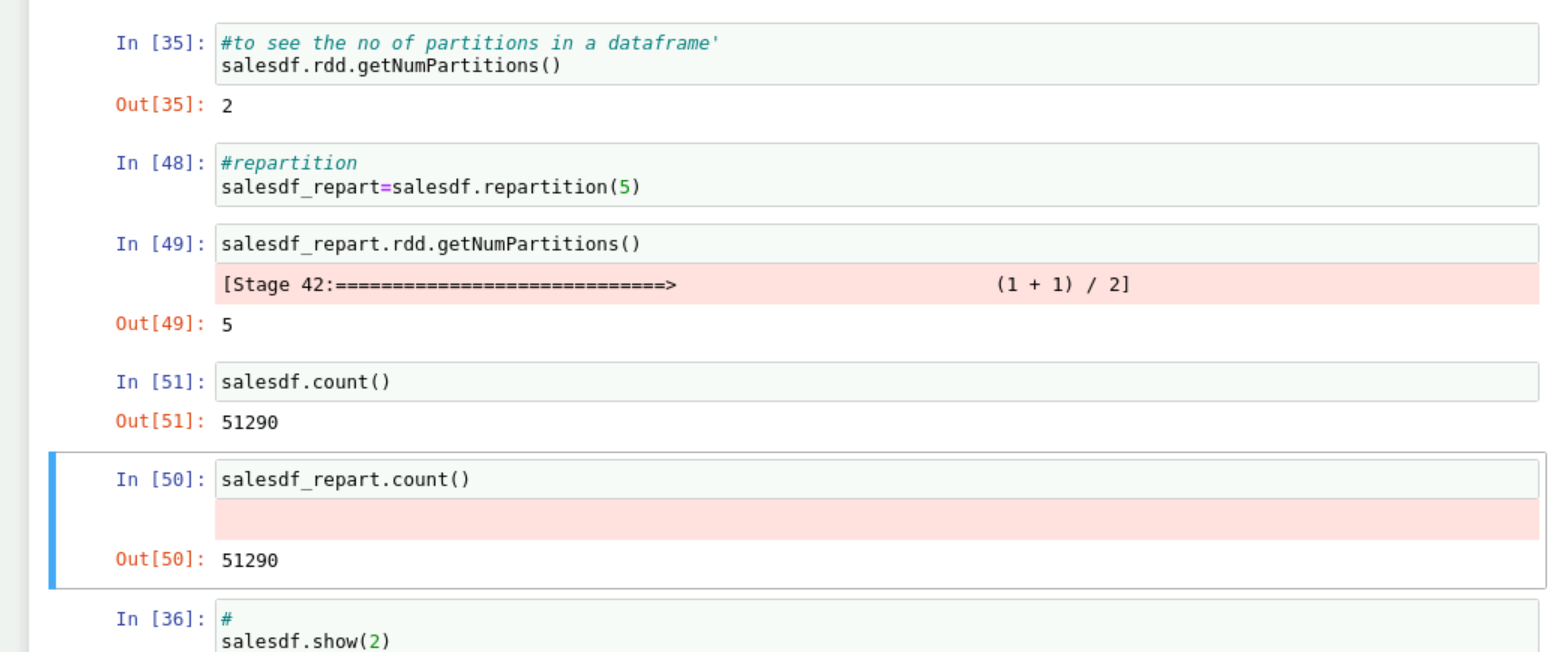 In [35]: #to see the no of partitions in a dataframe'
salesdf.rdd.getNumPartitions()
Out[35]: 2
In [48]: #repartition
salesdf_repart=salesdf.repartition(5)
In [49]: salesdf_repart.rdd.getNumPartitions()
[Stage 42:=============================>                            (1 + 1) / 2]
Out[49]: 5
In [51]: salesdf.count()
Out[51]: 51290
In [50]: salesdf_repart.count()
Out[50]: 51290
In [36]: #
salesdf.show(2)